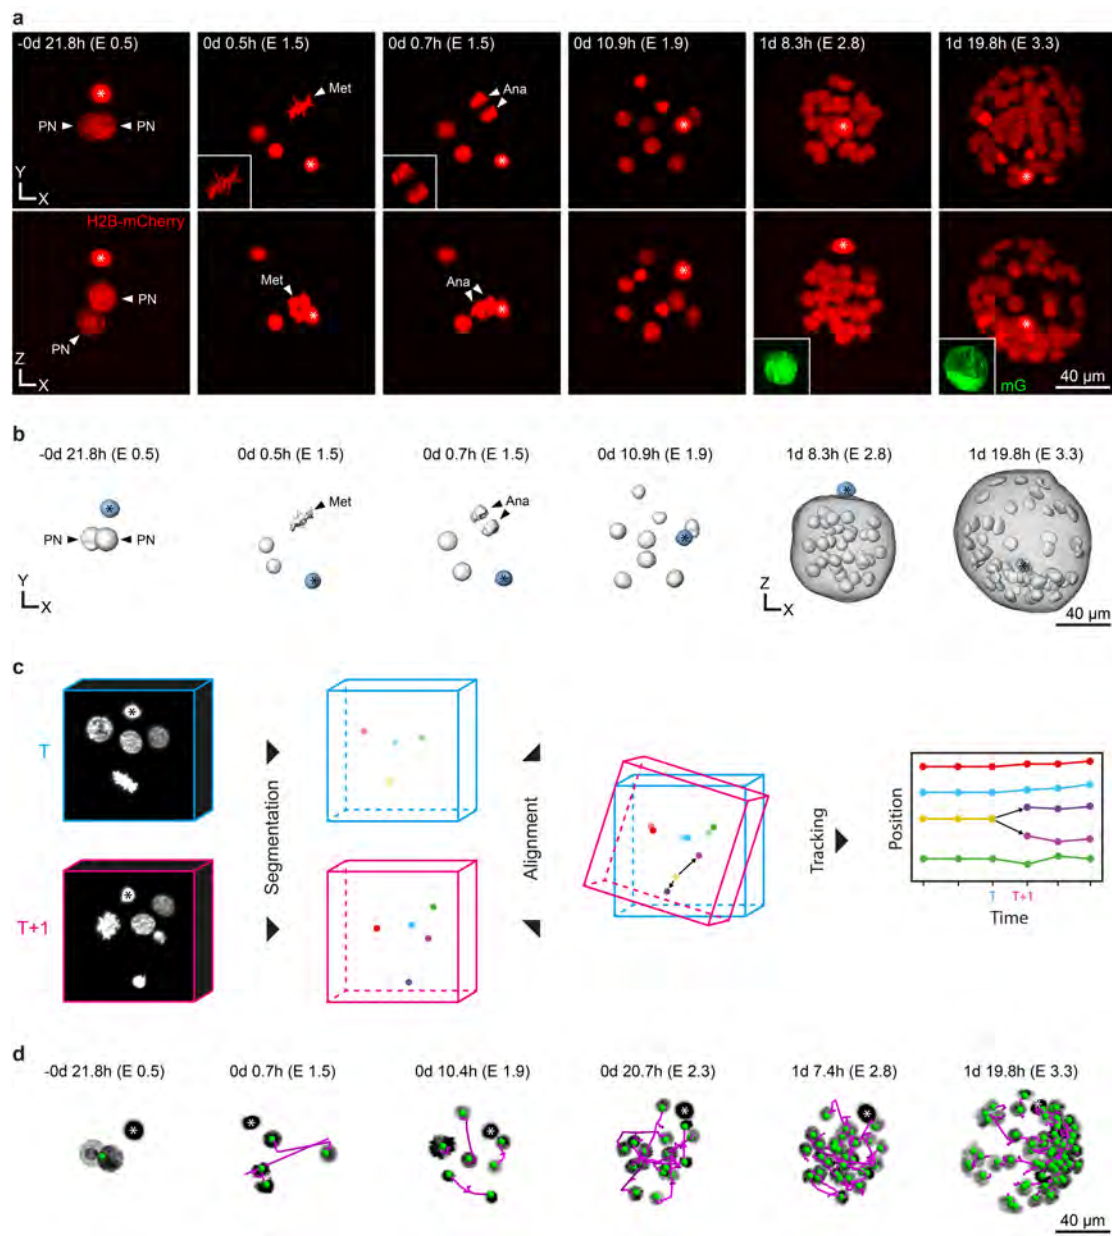 a
-0d 21.8h (E 0.5) 0d 0.5h (E 1.5) 0d 0.7h (E 1.5) 0d 10.9h (E 1.9) 1d 8.3h (E 2.8) 1d 19.8h (E 3.3)
* Met Ana
PN PN * * * * *
Y
X
H2B-mCherry
* PN Met * Ana * * * *
PN
Z
X
mG 40 µm
b
-0d 21.8h (E 0.5) 0d 0.5h (E 1.5) 0d 0.7h (E 1.5) 0d 10.9h (E 1.9) 1d 8.3h (E 2.8) 1d 19.8h (E 3.3)
* Met Ana *
PN PN * * * *
Y
X
Z
X
40 µm
c
T *
T+1 *
Segmentation
Alignment
Tracking
Position
T T+1
Time
d
-0d 21.8h (E 0.5) 0d 0.7h (E 1.5) 0d 10.4h (E 1.9) 0d 20.7h (E 2.3) 1d 7.4h (E 2.8) 1d 19.8h (E 3.3)
* * * * * *
40 µm